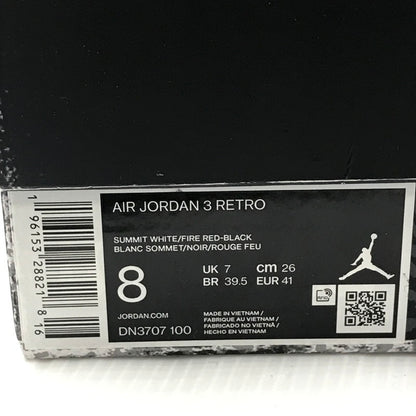 AIR JORDAN 3 RETRO
SUMMIT WHITE/FIRE RED-BLACK
BLANC SOMMET/NOIR/ROUGE FEU
8
UK 7 cm 26
BR 39.5 EUR 41
JORDAN.COM
DN3707 100
MADE IN VIETNAM /
FABRIQUE AU VIETNAM /
FABRICADO NO VIETNÃ /
HECHO EN VIETNAM
1 96153 28821 8 16